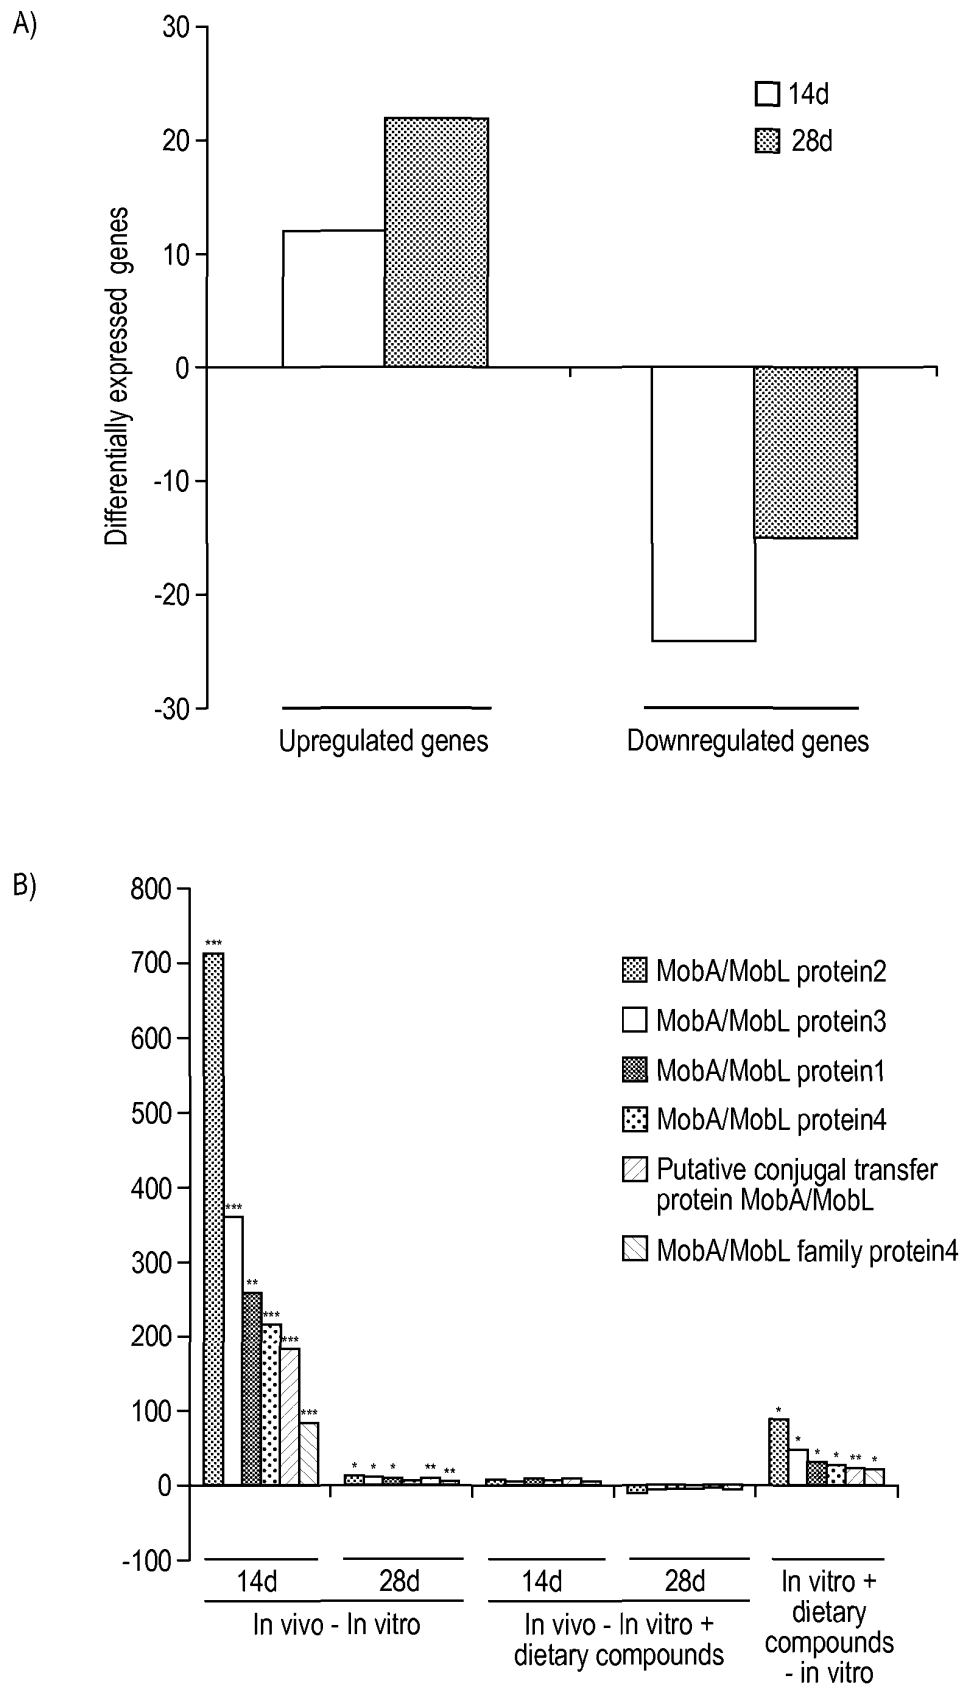 A)
30
20
10
0
-10
-20
-30
Differentially expressed genes
14d
28d
Upregulated genes
Downregulated genes
B)
800
700
600
500
400
300
200
100
0
-100
***
***
**
***
***
***
*
*
*
**
**
*
*
*
*
**
*
MobA/MobL protein2
MobA/MobL protein3
MobA/MobL protein1
MobA/MobL protein4
Putative conjugal transfer
protein MobA/MobL
MobA/MobL family protein4
14d
28d
14d
28d
In vivo - In vitro
In vivo - In vitro +
dietary compounds
In vitro +
dietary
compounds
- in vitro